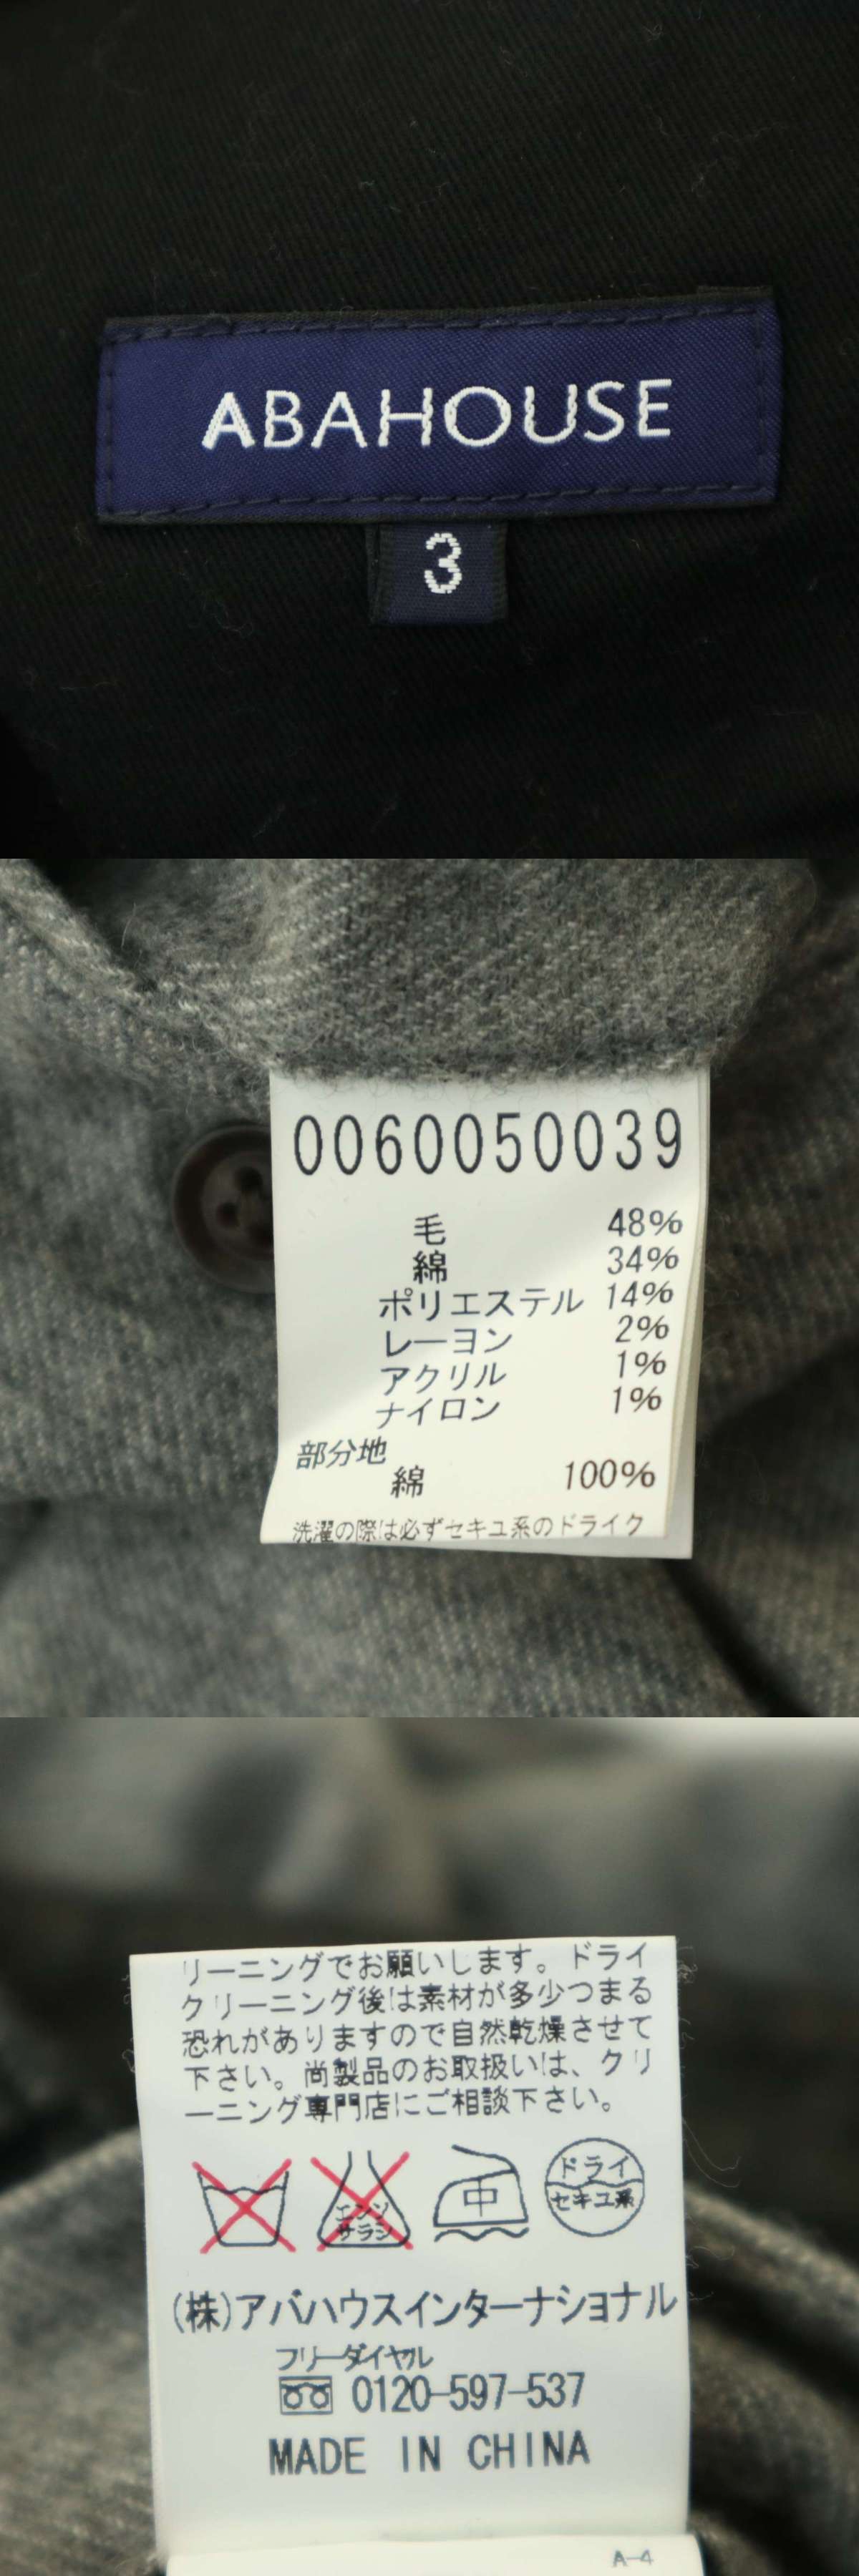 ABAHOUSE
3
0060050039
毛 48%
綿 34%
ポリエステル 14%
レーヨン 2%
アクリル 1%
ナイロン 1%
部分地
綿 100%
洗濯の際は必ずセキユ系のドライク
リーニングでお願いします。ドライ
クリーニング後は素材が多少つまる
恐れがありますので自然乾燥させて
下さい。尚製品のお取扱いは、クリ
ーニング専門店にご相談下さい。
エンソ
サラシ
中
ドライ
セキユ系
(株)アバハウスインターナショナル
フリーダイヤル
0120-597-537
MADE IN CHINA
A-4